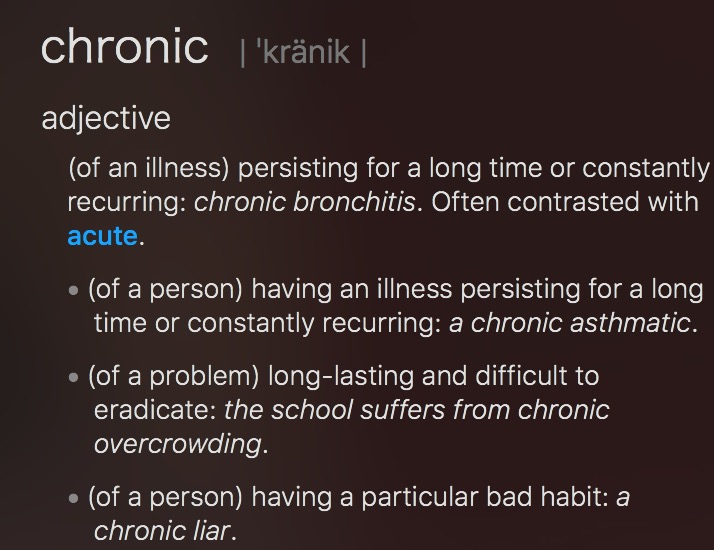 chronic | ˈkränik |
adjective
(of an illness) persisting for a long time or constantly
recurring: chronic bronchitis. Often contrasted with
acute.
• (of a person) having an illness persisting for a long
time or constantly recurring: a chronic asthmatic.
• (of a problem) long-lasting and difficult to
eradicate: the school suffers from chronic
overcrowding.
• (of a person) having a particular bad habit: a
chronic liar.